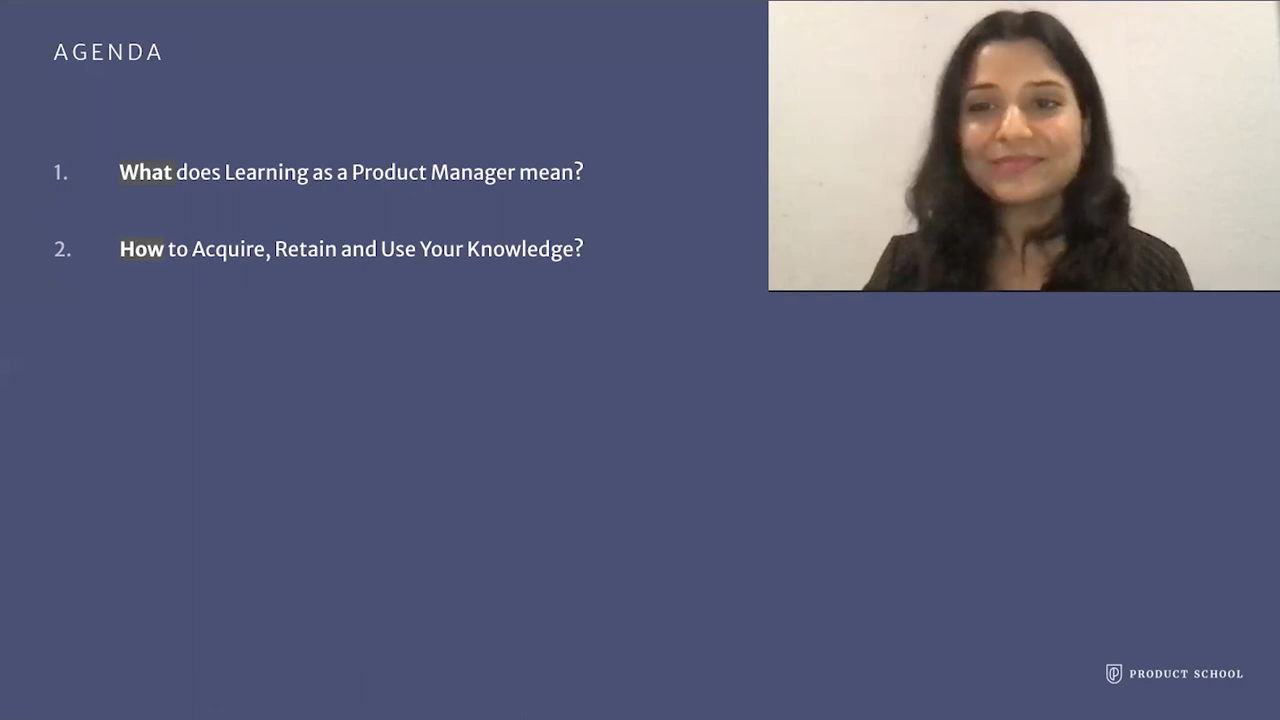 AGENDA
1. What does Learning as a Product Manager mean?
2. How to Acquire, Retain and Use Your Knowledge?
PRODUCT SCHOOL